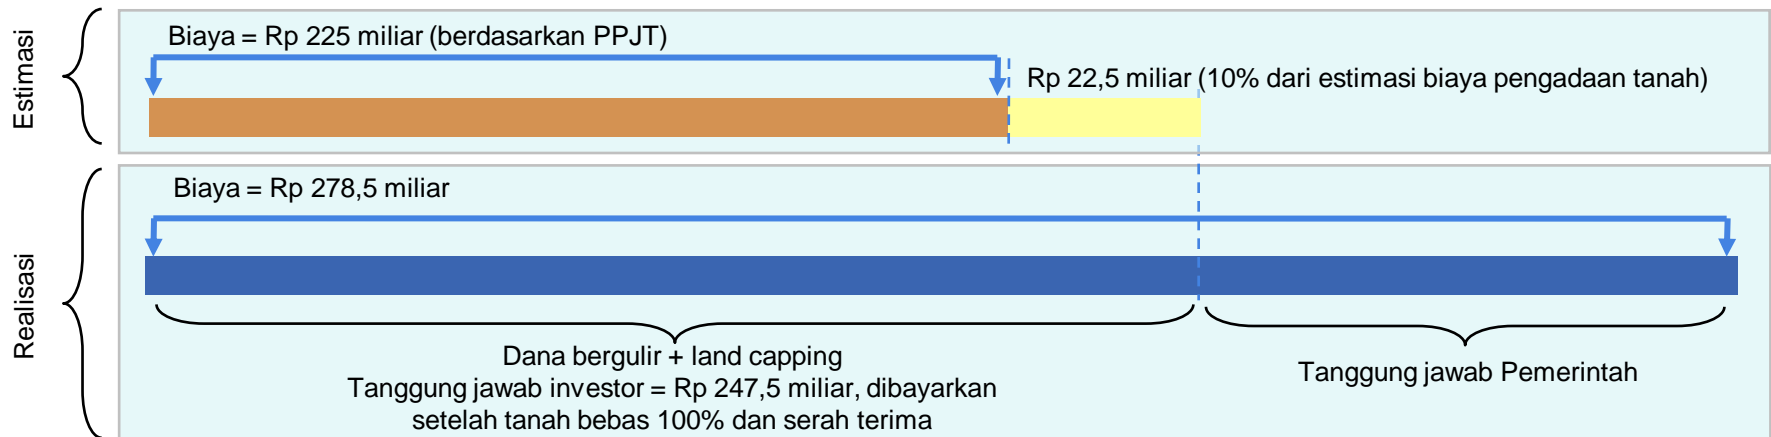 Estimasi
Biaya = Rp 225 miliar (berdasarkan PPJT)
Rp 22,5 miliar (10% dari estimasi biaya pengadaan tanah)
Realisasi
Biaya = Rp 278,5 miliar
Dana bergulir + land capping
Tanggung jawab investor = Rp 247,5 miliar, dibayarkan
setelah tanah bebas 100% dan serah terima
Tanggung jawab Pemerintah